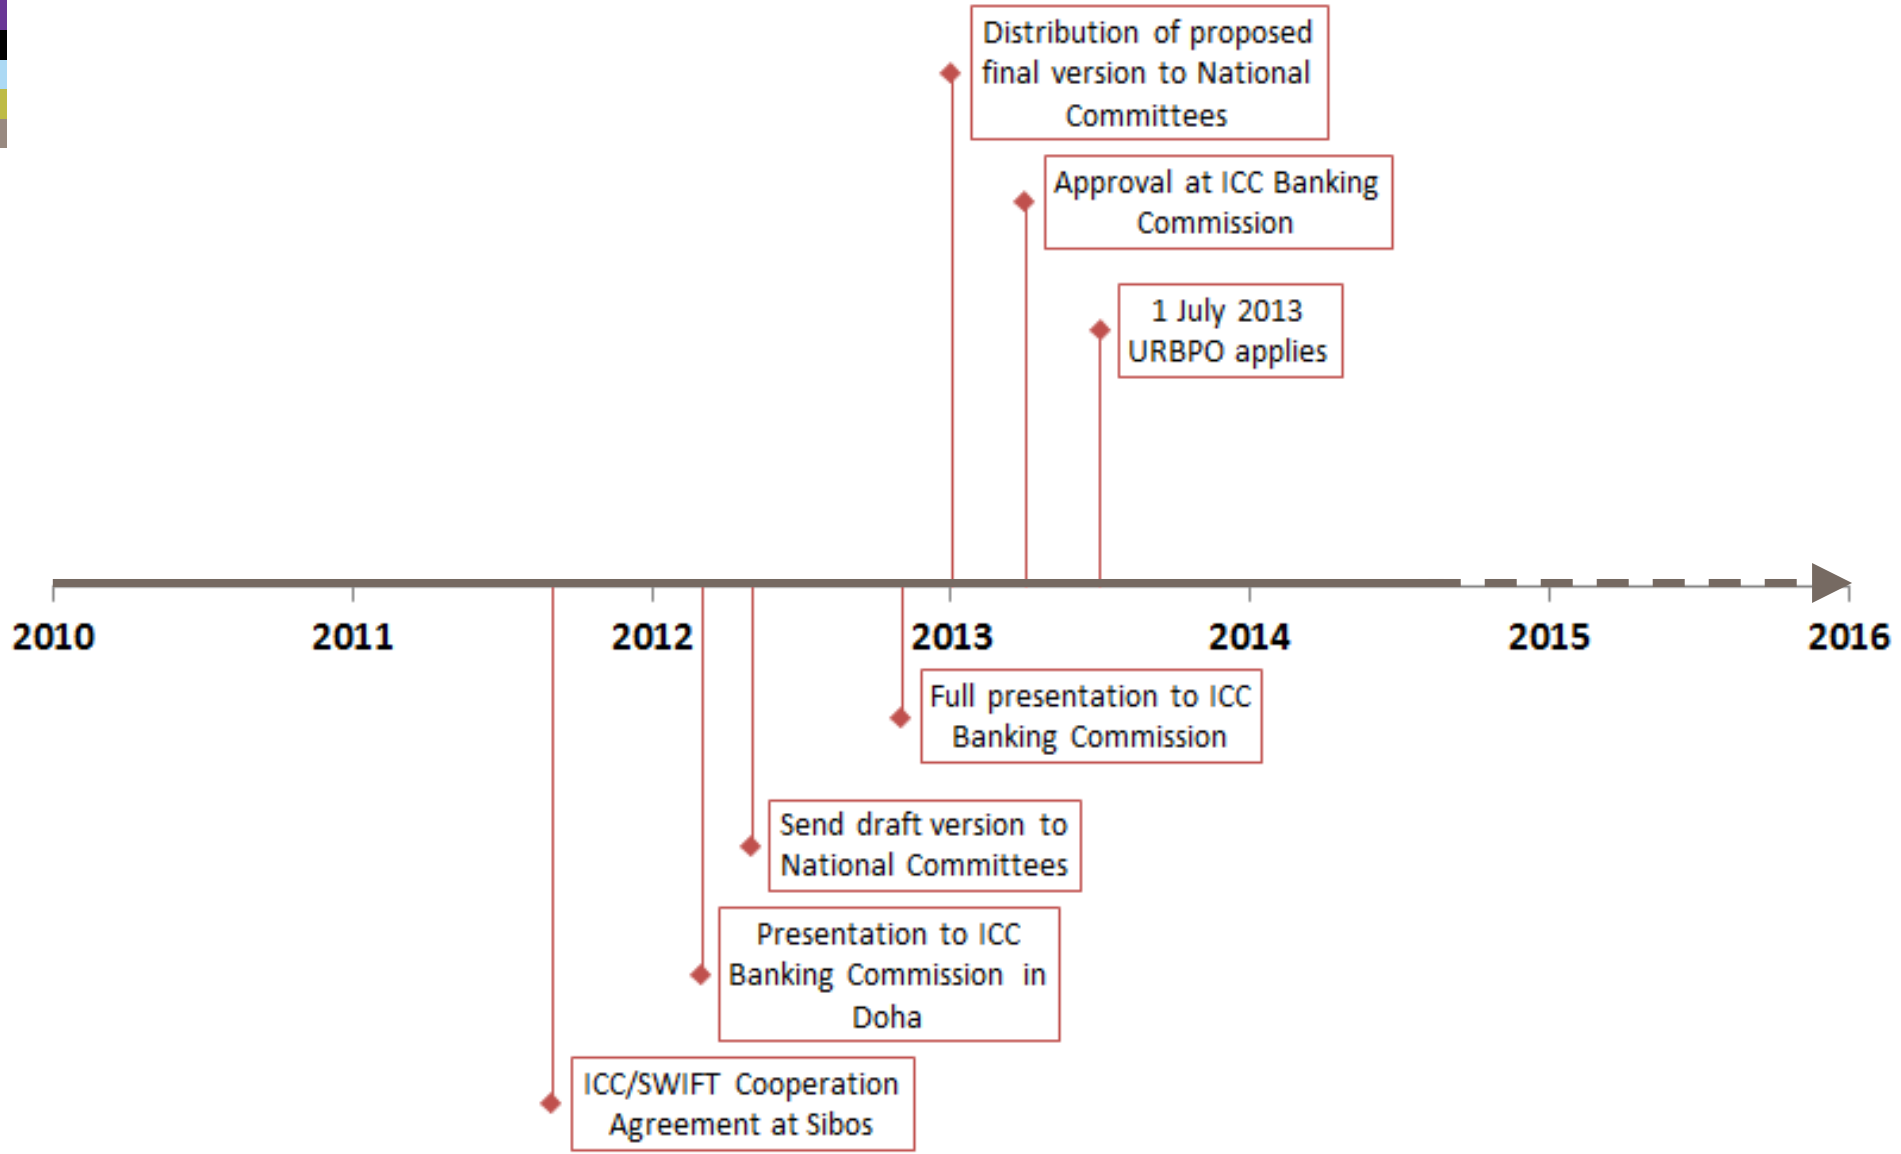 Distribution of proposed
final version to National
Committees
Approval at ICC Banking
Commission
1 July 2013
URBPO applies
2010
2011
2012
2013
2014
2015
2016
Full presentation to ICC
Banking Commission
Send draft version to
National Committees
Presentation to ICC
Banking Commission in
Doha
ICC/SWIFT Cooperation
Agreement at Sibos